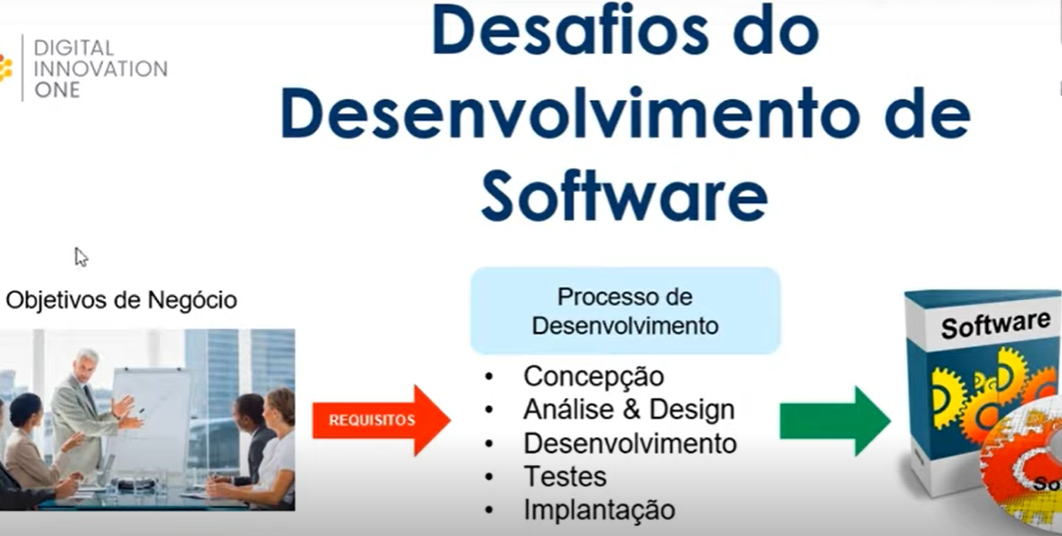 DIGITAL
INNOVATION
ONE
Desafios do
Desenvolvimento de
Software
Objetivos de Negócio
REQUISITOS
Processo de
Desenvolvimento
• Concepção
• Análise & Design
• Desenvolvimento
• Testes
• Implantação
Software
So